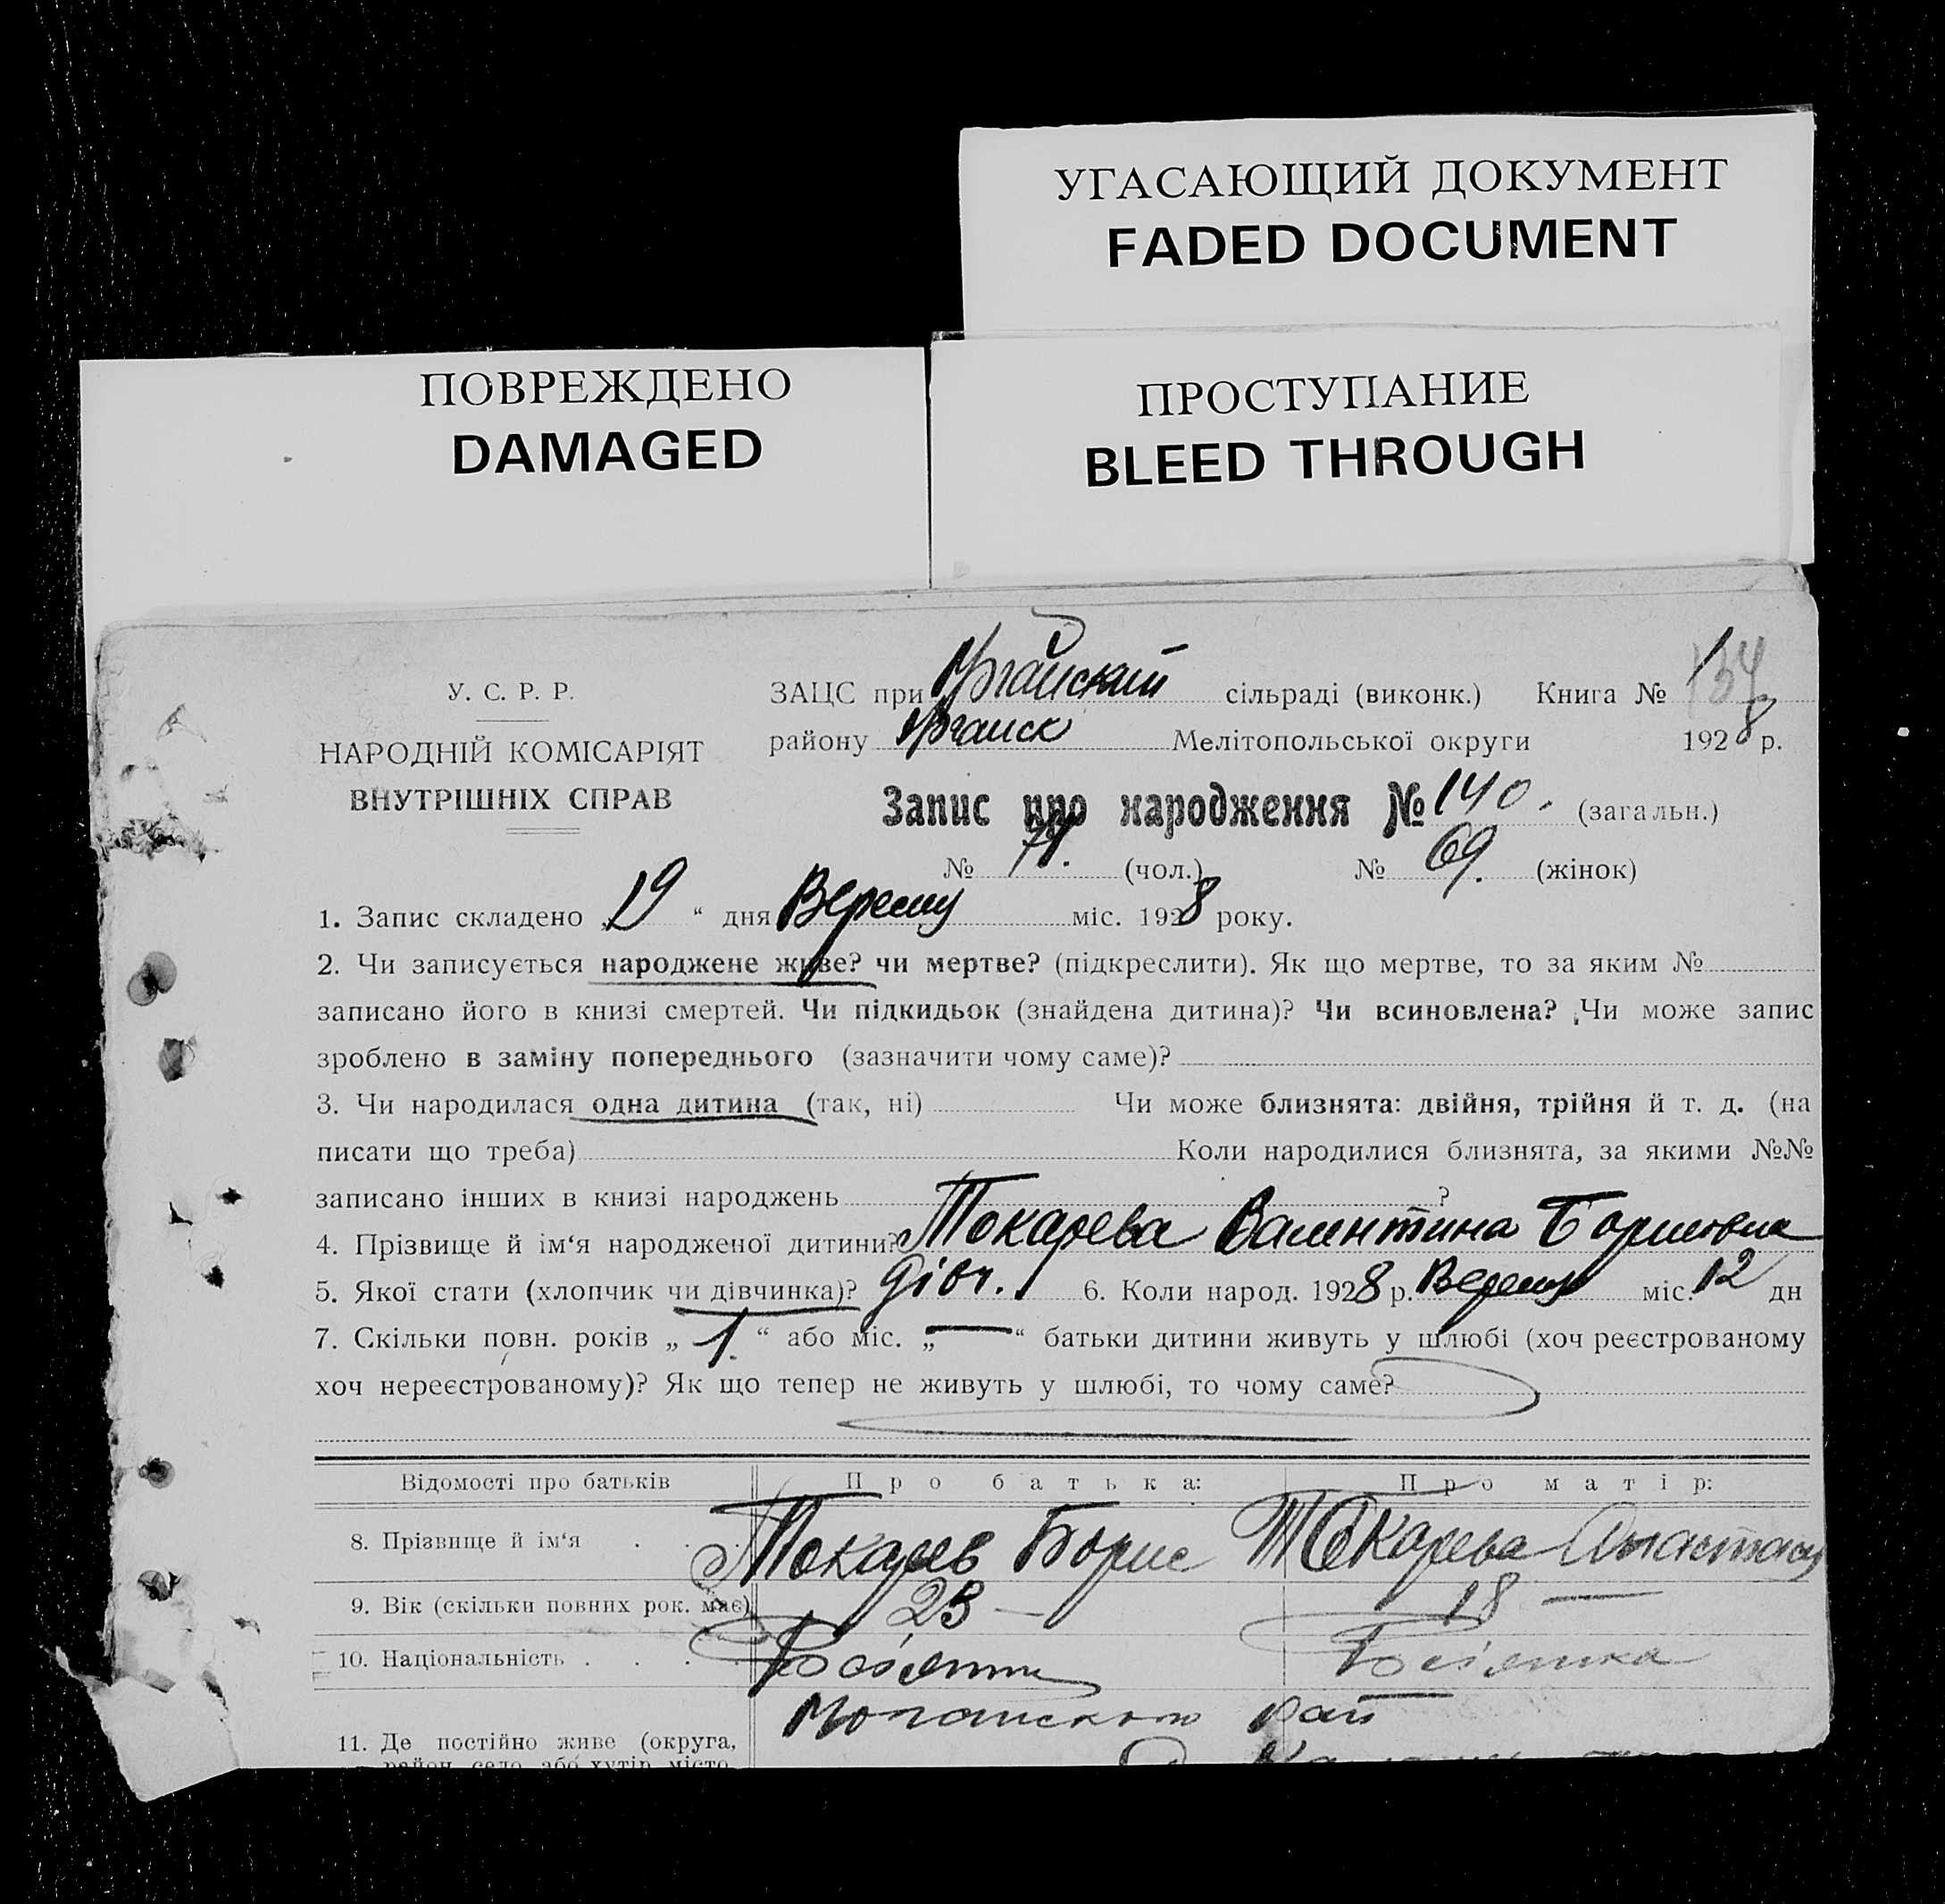 УГАСАЮЩИЙ ДОКУМЕНТ
FADED DOCUMENT
ПОВРЕЖДЕНО
DAMAGED
ПРОСТУПАНИЕ
BLEED THROUGH
У. С. Р. Р.
НАРОДНІЙ КОМІСАРІЯТ
ВНУТРІШНІХ СПРАВ
ЗАЦС при сільраді (виконк.) Книга № 134
району Мелітопольської округи 1928 р.
Запис про народження № 140. (загальн.)
№ 71. (чол.) № 69. (жінок)
1. Запис складено 19 “ дня Вересня міс. 1928 року.
2. Чи записується народжене живе? чи мертве? (підкреслити). Як що мертве, то за яким №
записано його в книзі смертей. Чи підкидьок (знайдена дитина)? Чи всиновлена? Чи може запис
зроблено в заміну попереднього (зазначити чому саме)?
3. Чи народилася одна дитина (так, ні) Чи може близнята: двійня, трійня й т. д. (на
писати що треба) Коли народилися близнята, за якими №№
записано інших в книзі народжень ?
4. Прізвище й ім‘я народженої дитини? Токарева Валентина Борисовна
5. Якої стати (хлопчик чи дівчинка)? дівч. 6. Коли народ. 1928 р. Вересня міс. 12 дн
7. Скільки повн. років „ 1. “ або міс. „ — “ батьки дитини живуть у шлюбі (хоч реєстрованому
хоч нереєстрованому)? Як що тепер не живуть у шлюбі, то чому саме?
Відомості про батьків Про батька: Про матір:
8. Прізвище й ім‘я . . . Токарев Борис Токарева
9. Вік (скільки повних рок. має) 23 — 18 —
10. Національність . . . .
11. Де постійно живе (округа,
район, село або хутір, місто